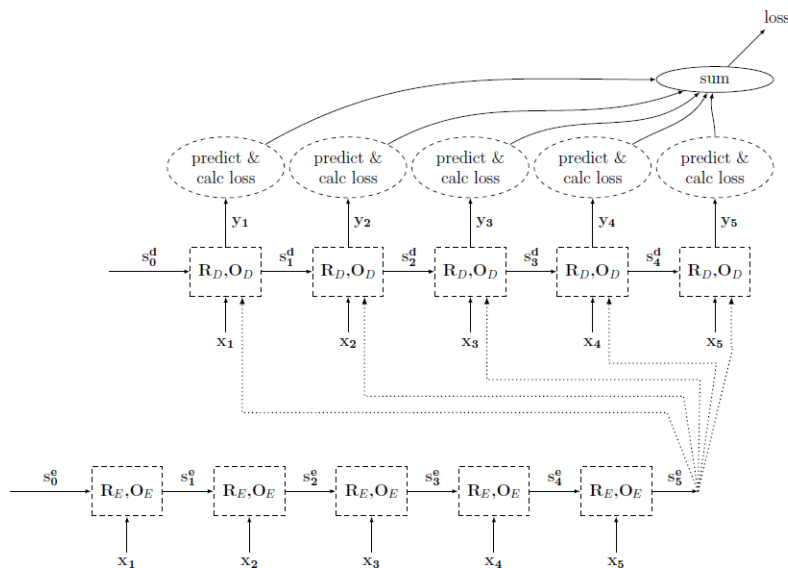 loss
sum
predict & predict & predict & predict & predict &
calc loss calc loss calc loss calc loss calc loss
y₁ y₂ y₃ y₄ y₅
s₀ᵈ s₁ᵈ s₂ᵈ s₃ᵈ s₄ᵈ
R_D,O_D R_D,O_D R_D,O_D R_D,O_D R_D,O_D
x₁ x₂ x₃ x₄ x₅
s₀ᵉ s₁ᵉ s₂ᵉ s₃ᵉ s₄ᵉ s₅ᵉ
R_E,O_E R_E,O_E R_E,O_E R_E,O_E R_E,O_E
x₁ x₂ x₃ x₄ x₅